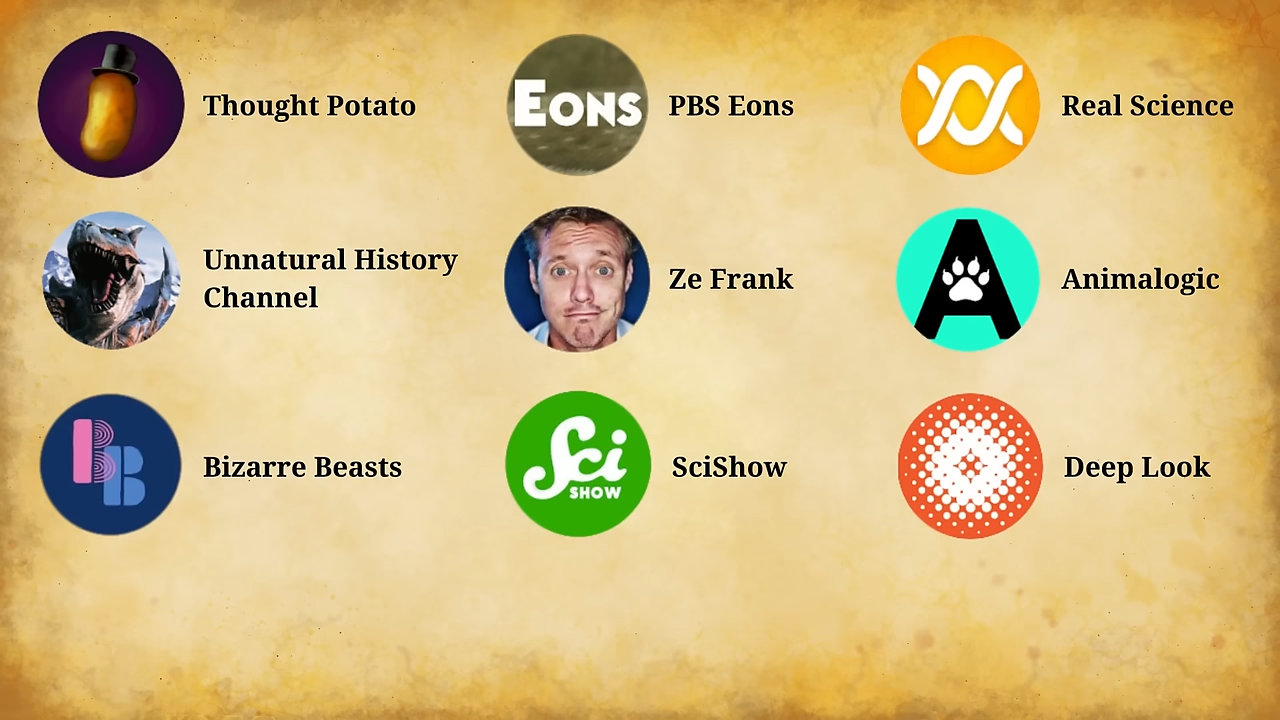 Thought Potato
EONS
PBS Eons
Real Science
Unnatural History
Channel
Ze Frank
A
Animalogic
BB
Bizarre Beasts
Sci
SHOW
SciShow
Deep Look